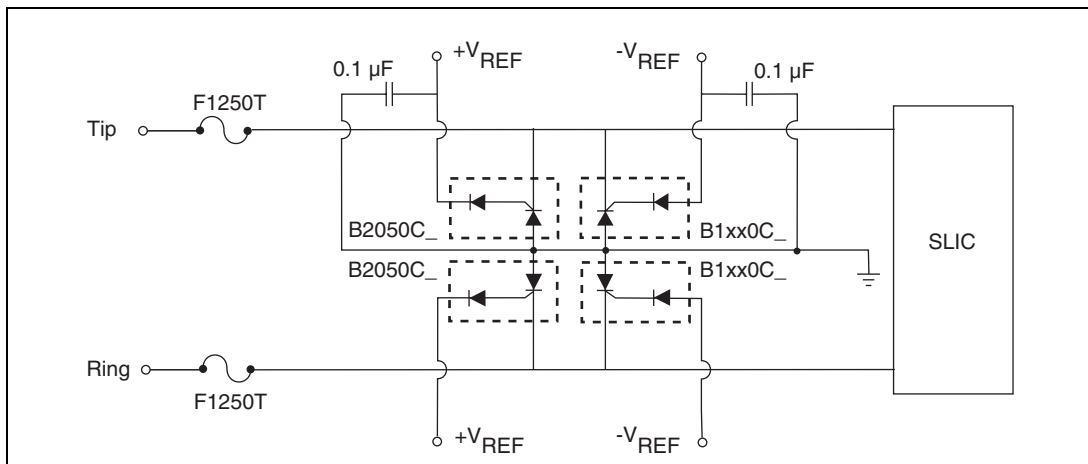 +VREF
-VREF
0.1 µF
0.1 µF
F1250T
Tip
B2050C_
B1xx0C_
SLIC
B2050C_
B1xx0C_
Ring
F1250T
+VREF
-VREF